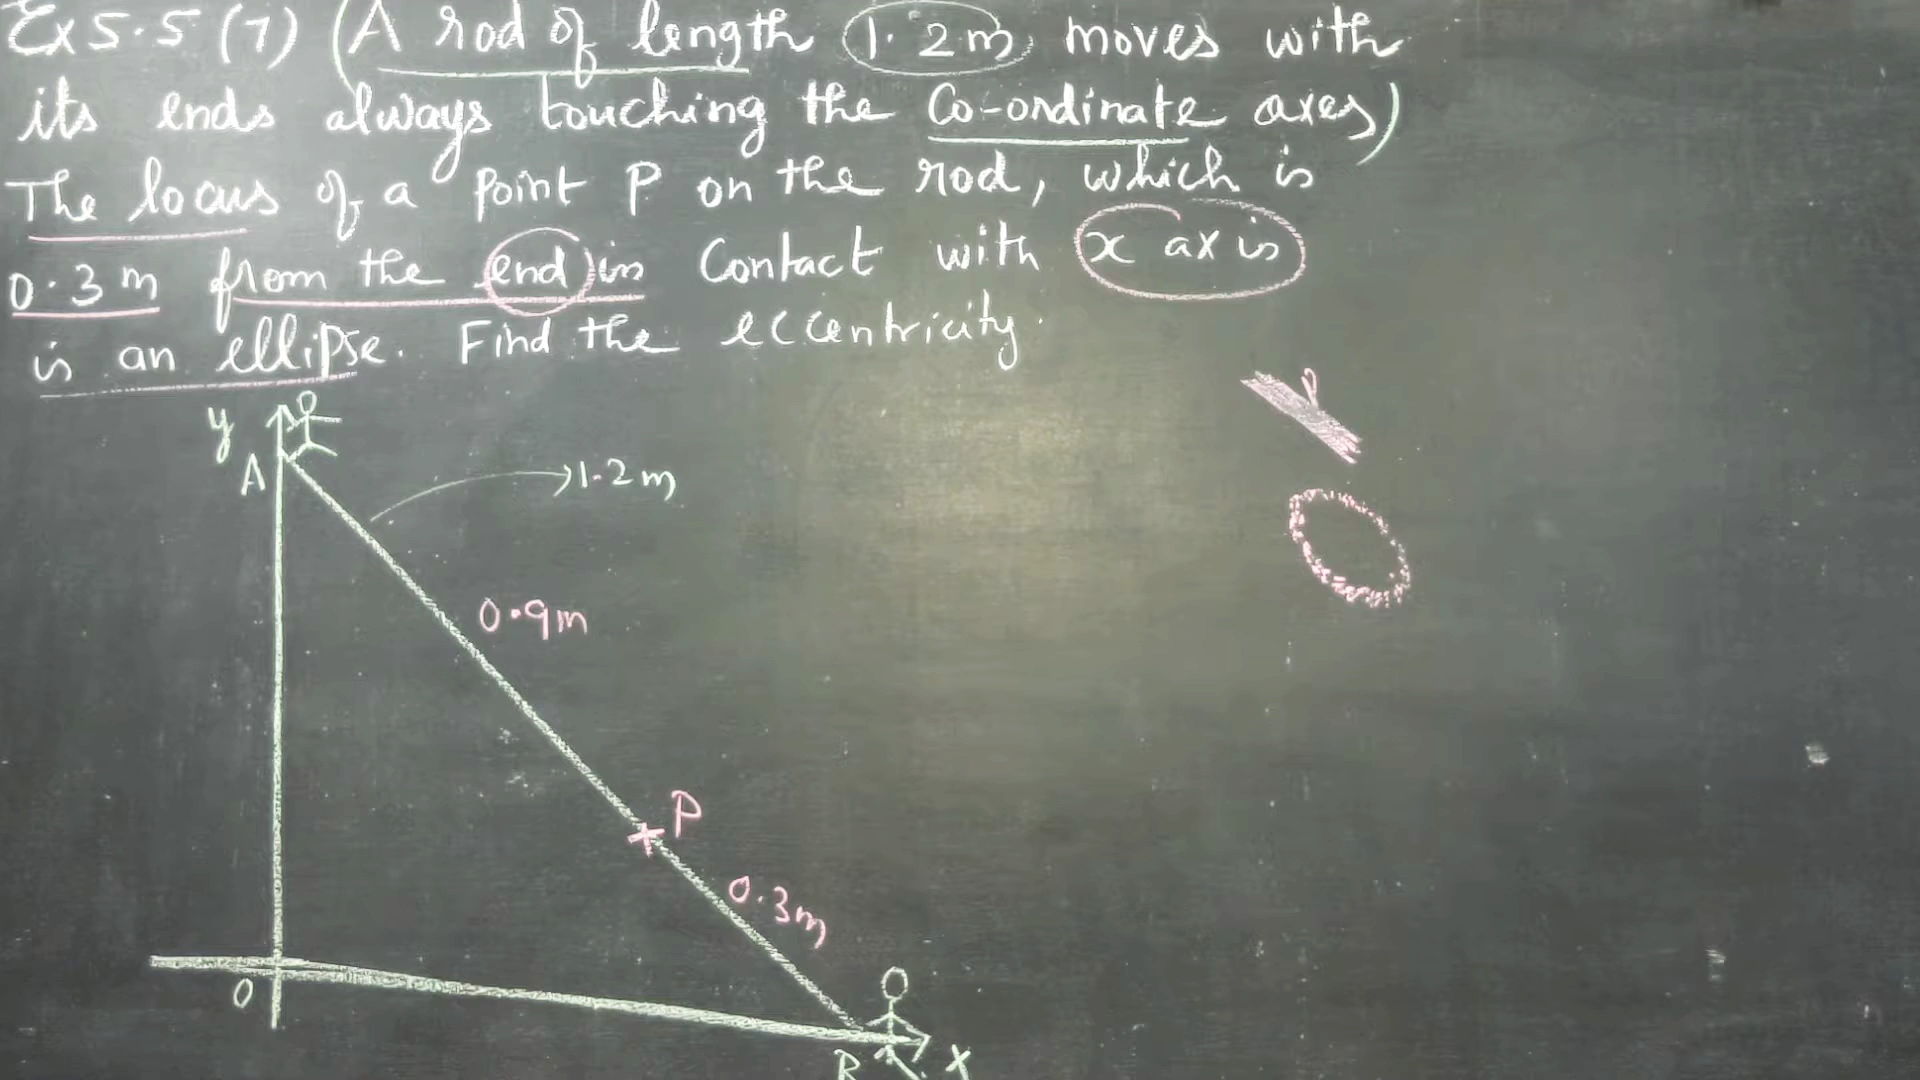 Ex 5.5 (7) (A rod of length 1.2m moves with
its ends always touching the Co-ordinate axes)
The locus of a point P on the rod, which is
0.3 m from the end in Contact with x axis
is an ellipse. Find the eccentricity.
y
A
1.2 m
0.9m
P
0.3m
O
B
X